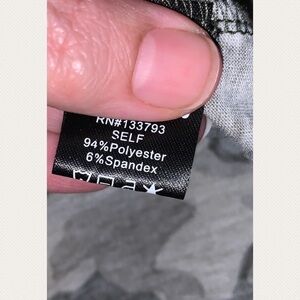 RN#133793
SELF
94%Polyester
6%Spandex